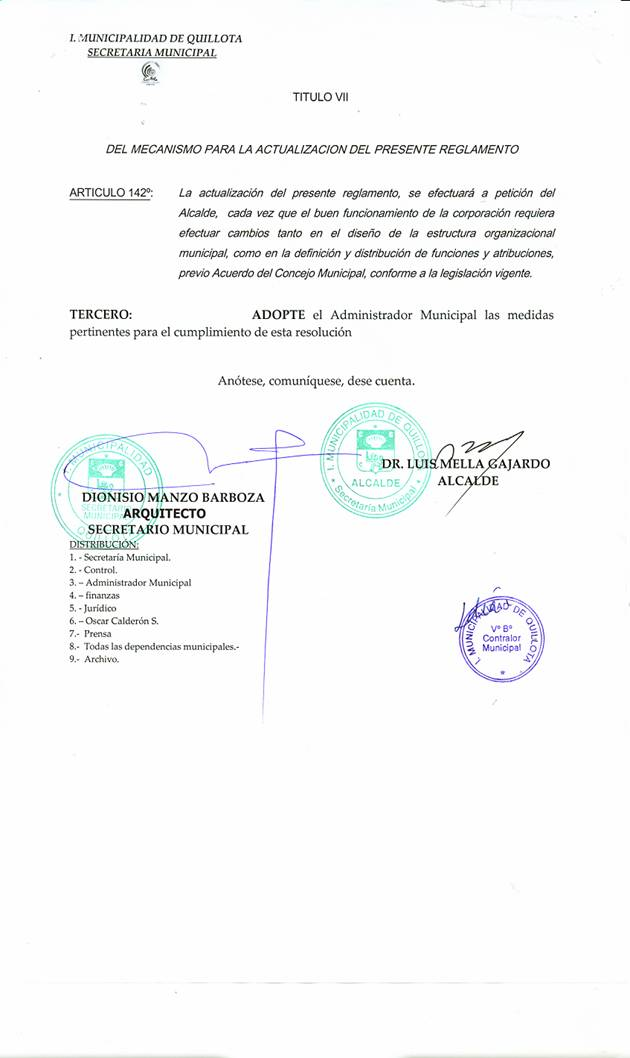 I. MUNICIPALIDAD DE QUILLOTA
SECRETARIA MUNICIPAL
TITULO VII
DEL MECANISMO PARA LA ACTUALIZACION DEL PRESENTE REGLAMENTO
ARTICULO 142º: La actualización del presente reglamento, se efectuará a petición del
Alcalde, cada vez que el buen funcionamiento de la corporación requiera
efectuar cambios tanto en el diseño de la estructura organizacional
municipal, como en la definición y distribución de funciones y atribuciones,
previo Acuerdo del Concejo Municipal, conforme a la legislación vigente.
TERCERO: ADOPTE el Administrador Municipal las medidas
pertinentes para el cumplimiento de esta resolución
Anótese, comuníquese, dese cuenta.
I. MUNICIPALIDAD DE QUILLOTA
ALCALDE
Secretaría Municipal
DR. LUIS MELLA GAJARDO
ALCALDE
I. MUNICIPALIDAD
SECRETARIO
MUNICIPAL
QUILLOTA
DIONISIO MANZO BARBOZA
ARQUITECTO
SECRETARIO MUNICIPAL
DISTRIBUCIÓN:
1. - Secretaría Municipal.
2. - Control.
3. – Administrador Municipal
4. – finanzas
5. - Jurídico
6. – Oscar Calderón S.
7.- Prensa
8.- Todas las dependencias municipales.-
9.- Archivo.
I. MUNICIPALIDAD DE QUILLOTA
Vº Bº
Contralor
Municipal